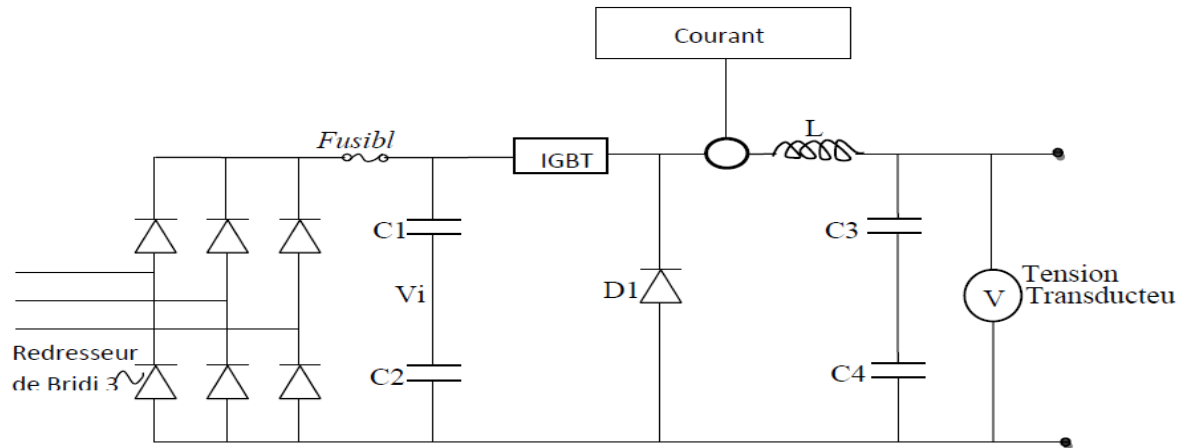 Courant
Fusibl
L
IGBT
C1
C3
Vi
D1
V
Tension
Transducteu
Redresseur
de Bridi 3
C2
C4